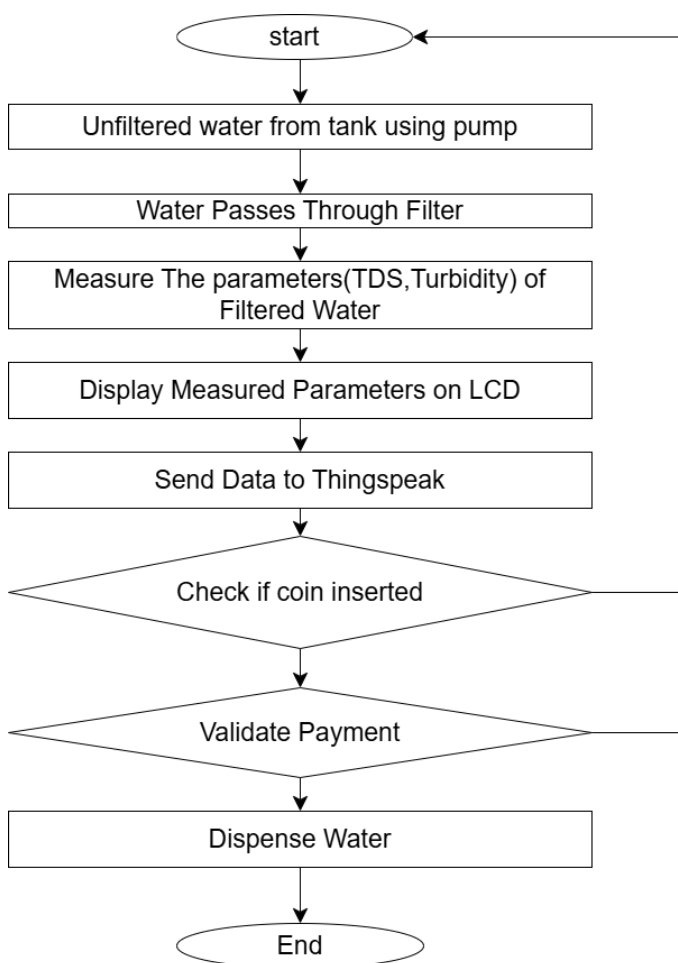 start
Unfiltered water from tank using pump
Water Passes Through Filter
Measure The parameters(TDS,Turbidity) of
Filtered Water
Display Measured Parameters on LCD
Send Data to Thingspeak
Check if coin inserted
Validate Payment
Dispense Water
End